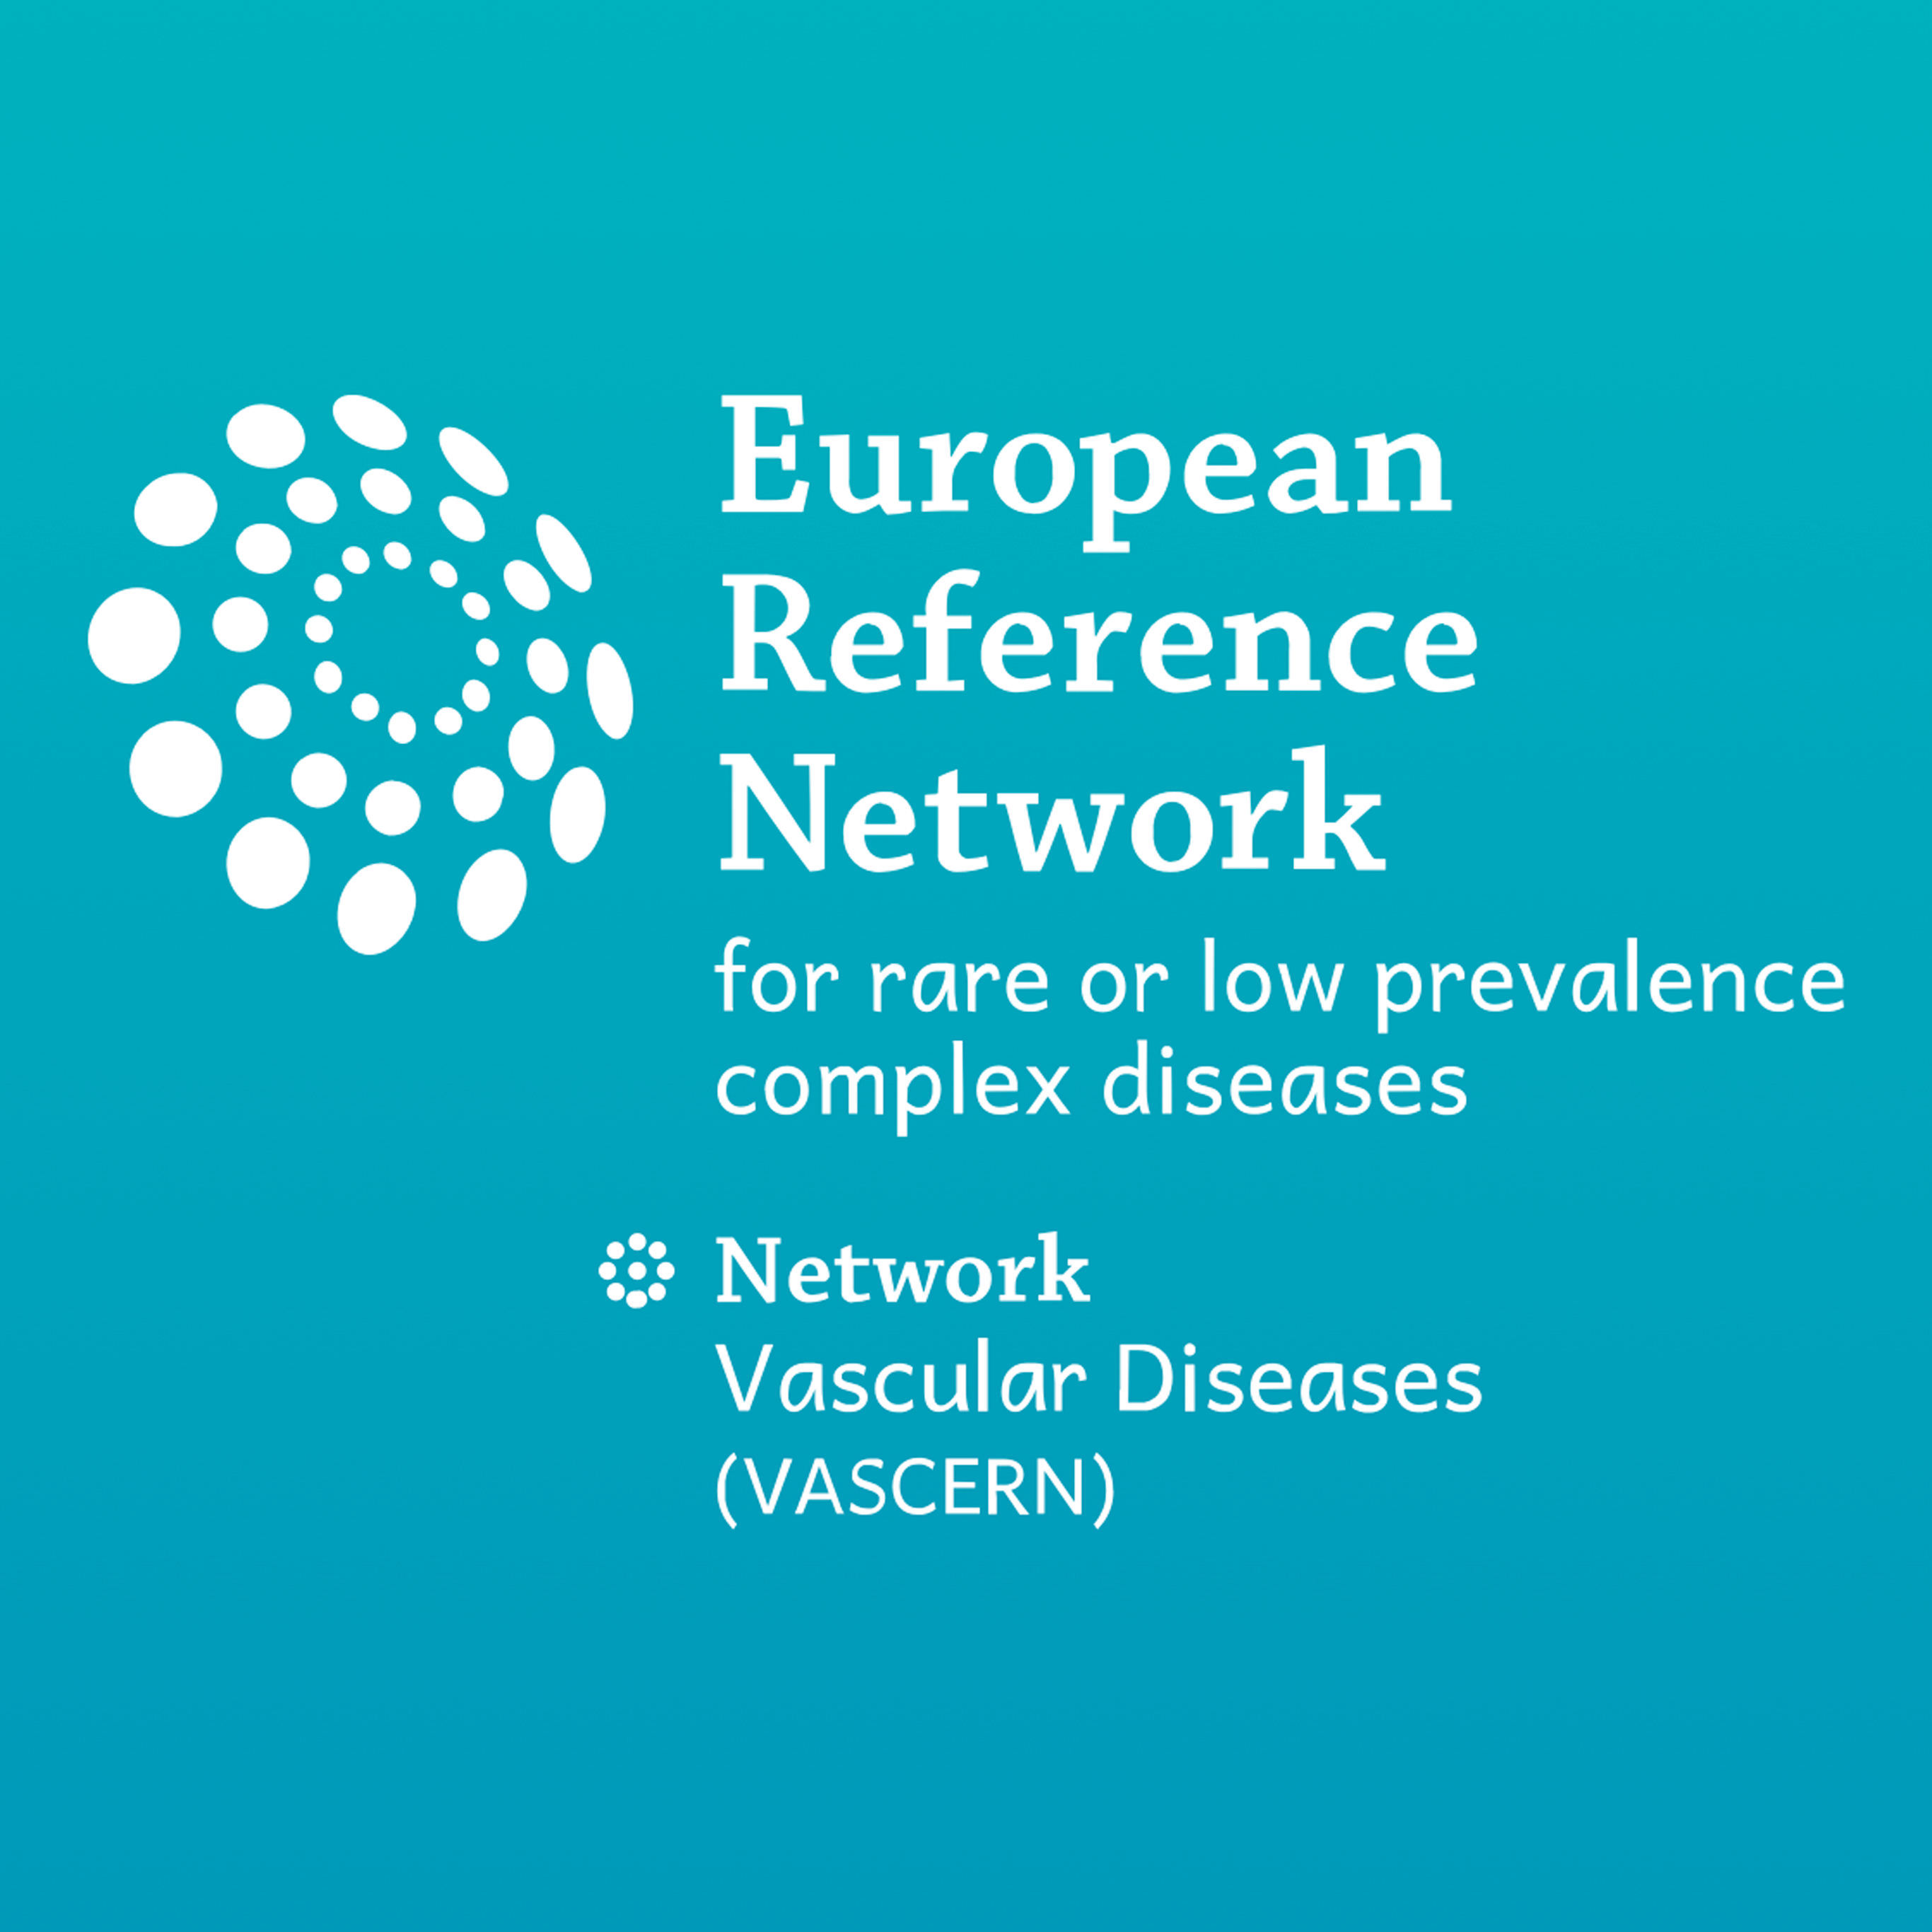 European
Reference
Network
for rare or low prevalence
complex diseases
Network
Vascular Diseases
(VASCERN)